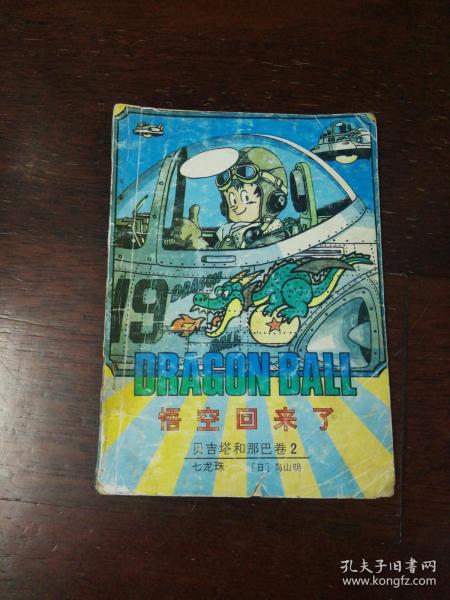 19
DRAGON
BALL
DRAGON BALL
悟空回来了
贝吉塔和那巴卷2
七龙珠 〔日〕鸟山明
孔夫子旧书网
www.kongfz.com